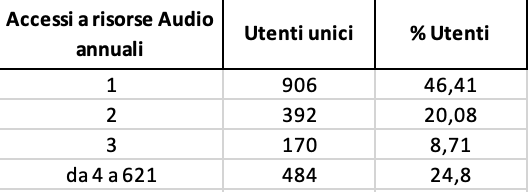 Accessi a risorse Audio annuali Utenti unici % Utenti
1 906 46,41
2 392 20,08
3 170 8,71
da 4 a 621 484 24,8